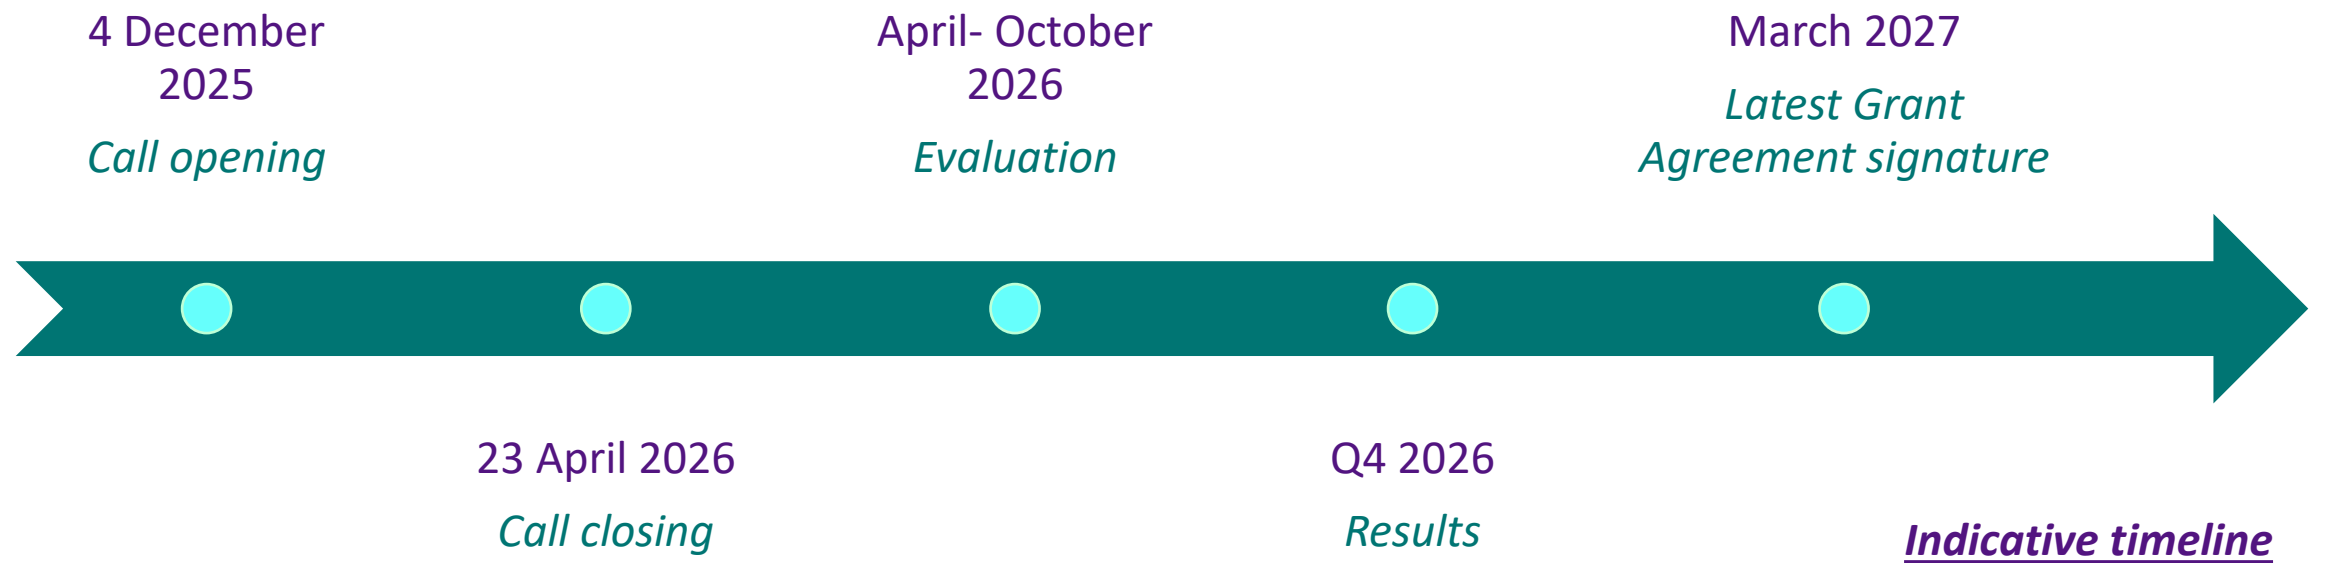 4 December
2025
Call opening
April- October
2026
Evaluation
March 2027
Latest Grant
Agreement signature
23 April 2026
Call closing
Q4 2026
Results
Indicative timeline